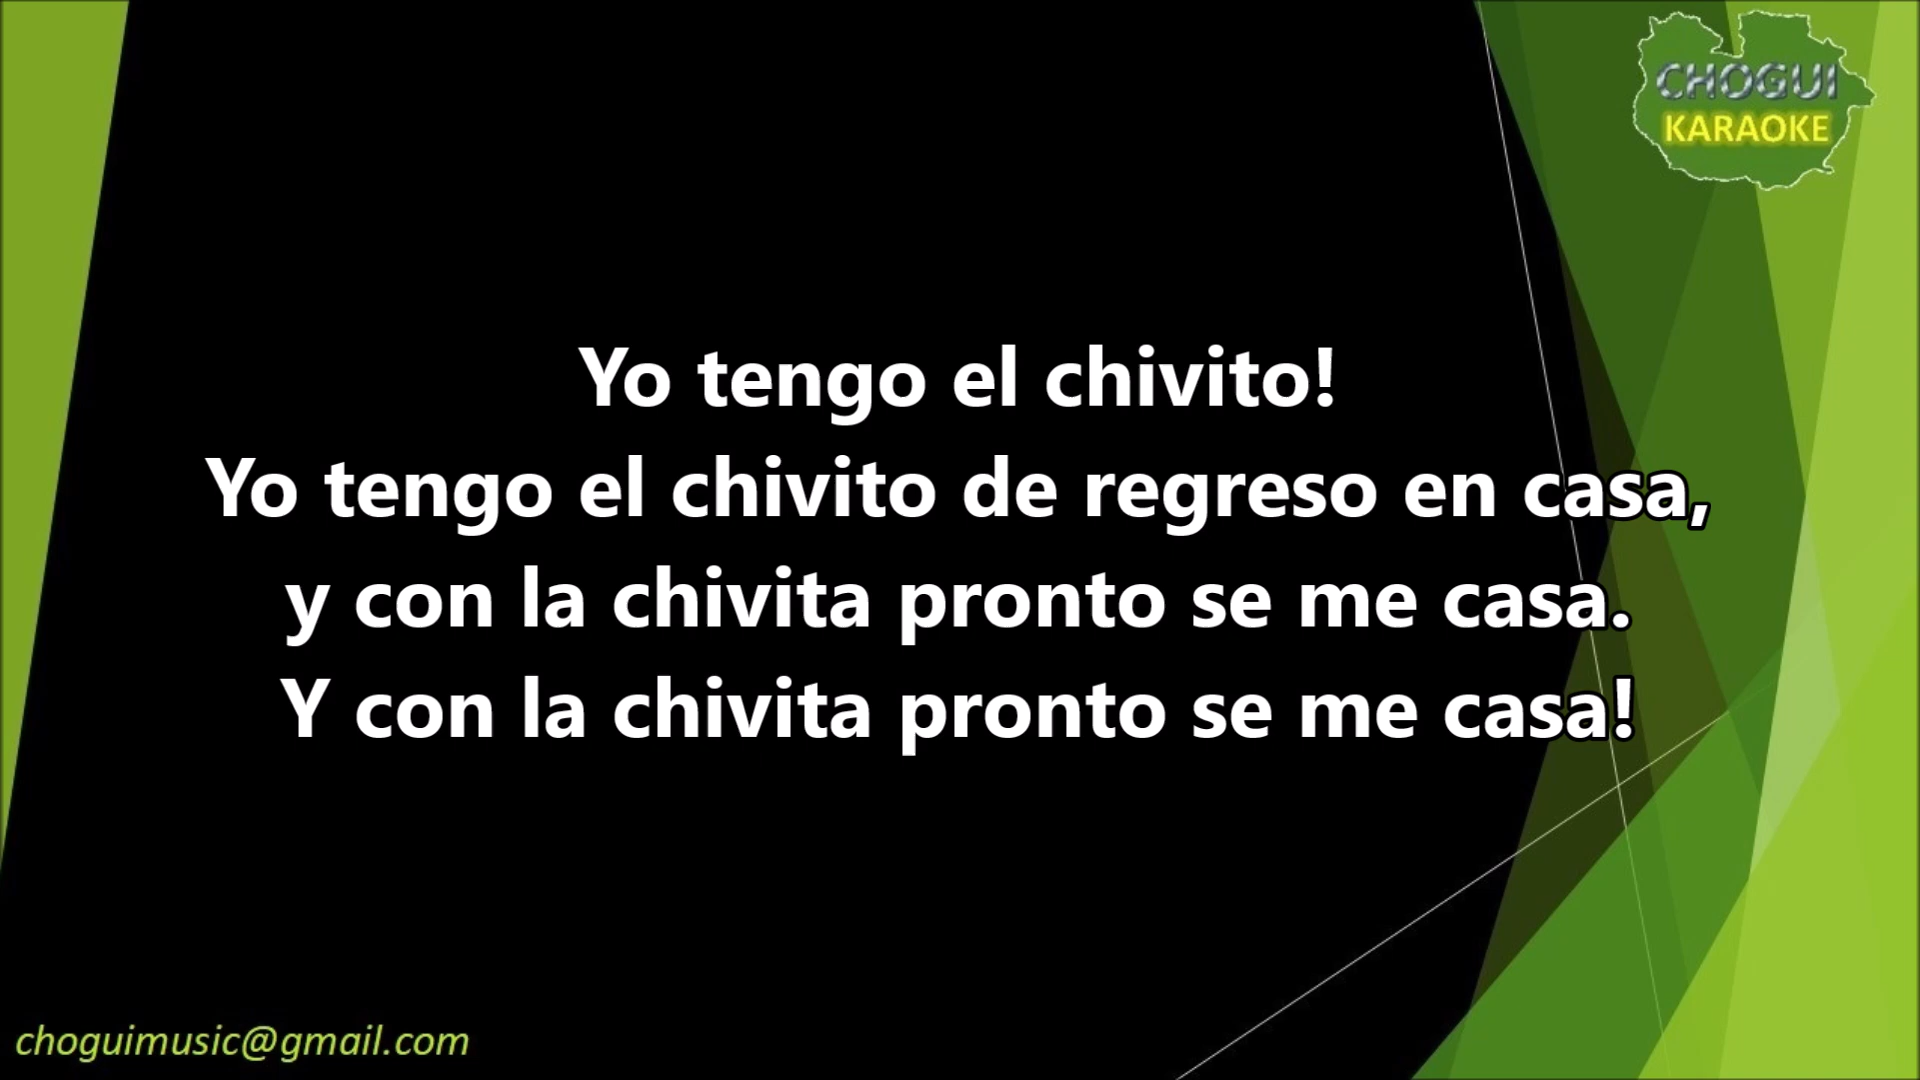 CHOGUI
KARAOKE
Yo tengo el chivito!
Yo tengo el chivito de regreso en casa,
y con la chivita pronto se me casa.
Y con la chivita pronto se me casa!
choguimusic@gmail.com